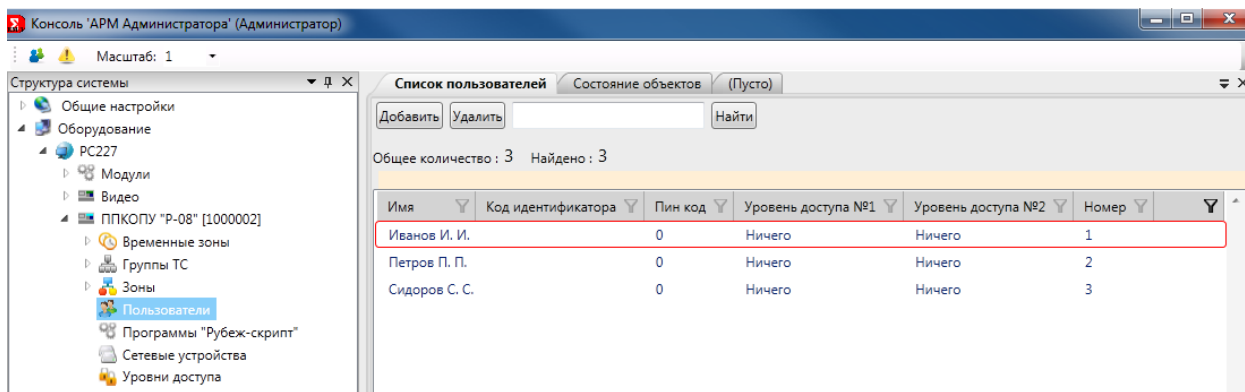 Консоль 'АРМ Администратора' (Администратор)
Масштаб: 1
Структура системы
Общие настройки
Оборудование
PC227
Модули
Видео
ППКОПУ "Р-08" [1000002]
Временные зоны
Группы ТС
Зоны
Пользователи
Программы "Рубеж-скрипт"
Сетевые устройства
Уровни доступа
Список пользователей Состояние объектов (Пусто)
Добавить Удалить Найти
Общее количество : 3 Найдено : 3
Имя Код идентификатора Пин код Уровень доступа №1 Уровень доступа №2 Номер
Иванов И. И. 0 Ничего Ничего 1
Петров П. П. 0 Ничего Ничего 2
Сидоров С. С. 0 Ничего Ничего 3